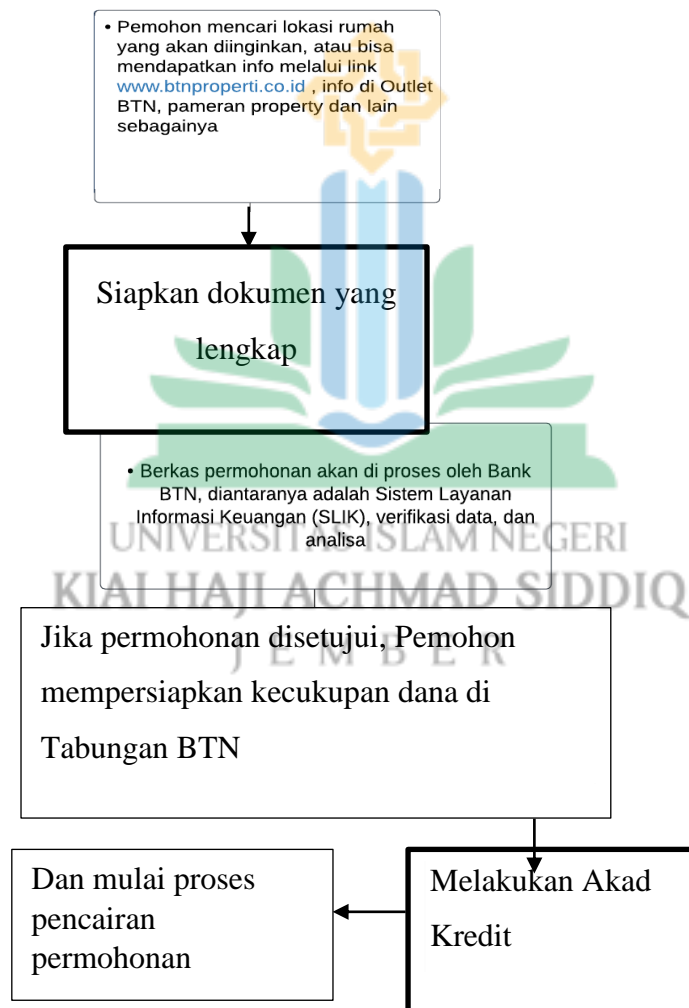 • Pemohon mencari lokasi rumah
yang akan diinginkan, atau bisa
mendapatkan info melalui link
www.btnproperti.co.id , info di Outlet
BTN, pameran property dan lain
sebagainya
Siapkan dokumen yang
lengkap
• Berkas permohonan akan di proses oleh Bank
BTN, diantaranya adalah Sistem Layanan
Informasi Keuangan (SLIK), verifikasi data, dan
analisa
UNIVERSITAS ISLAM NEGERI
KIAI HAJI ACHMAD SIDDIQ
JEMBER
Jika permohonan disetujui, Pemohon
mempersiapkan kecukupan dana di
Tabungan BTN
Melakukan Akad
Kredit
Dan mulai proses
pencairan
permohonan